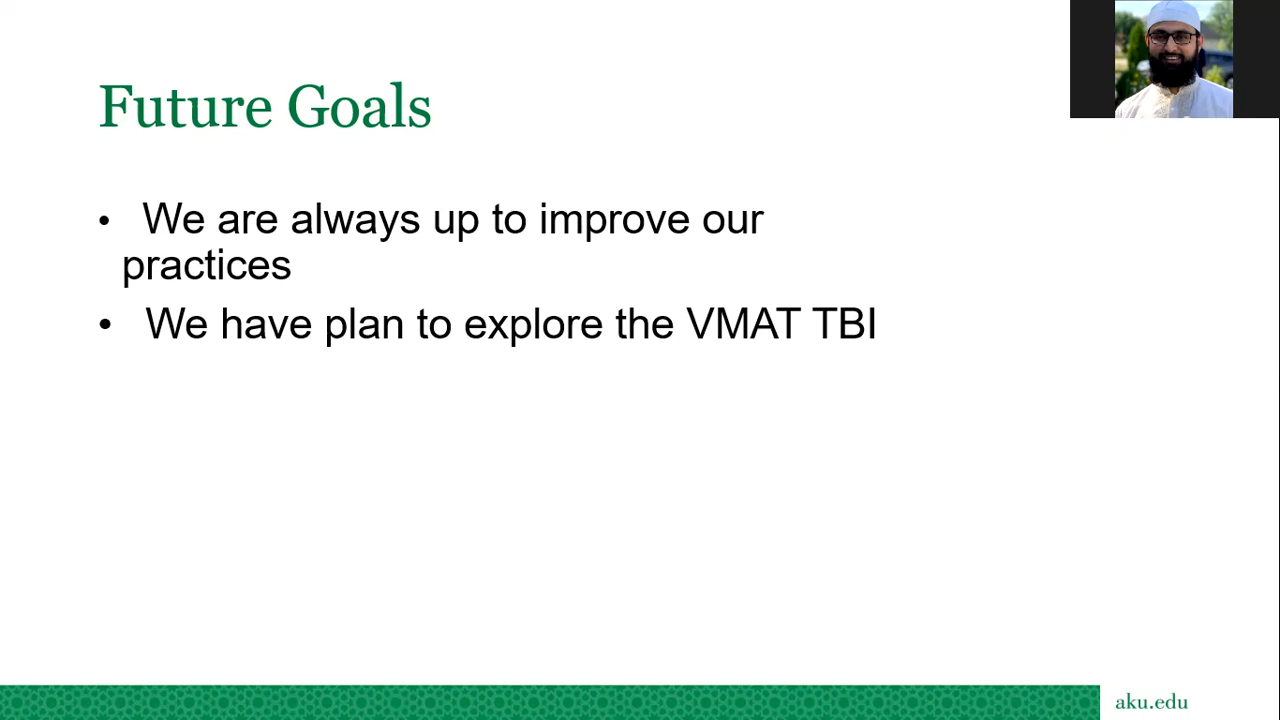 Future Goals
• We are always up to improve our
practices
• We have plan to explore the VMAT TBI
aku.edu